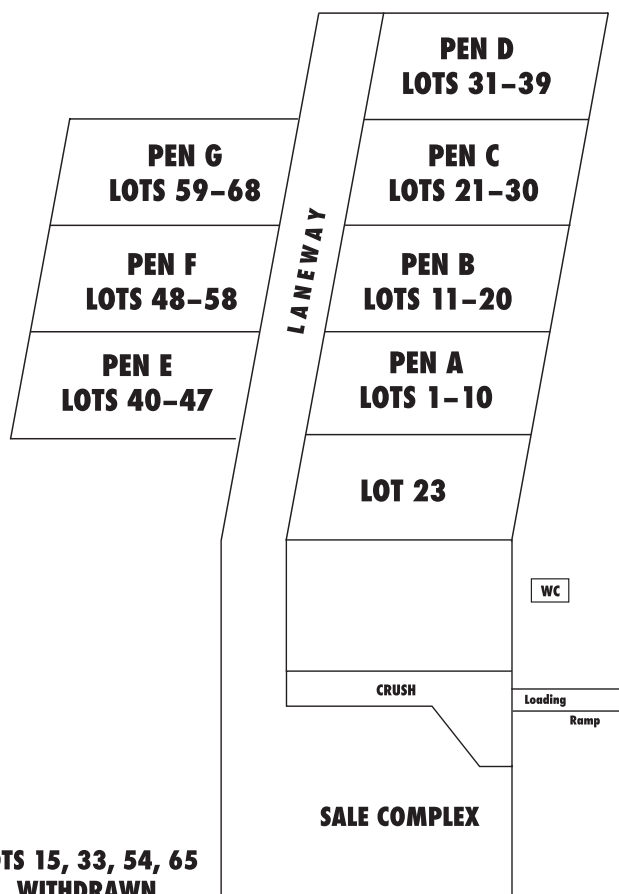 PEN D
LOTS 31–39
PEN G
LOTS 59–68
PEN C
LOTS 21–30
LANEWAY
PEN F
LOTS 48–58
PEN B
LOTS 11–20
PEN E
LOTS 40–47
PEN A
LOTS 1–10
LOT 23
WC
CRUSH
Loading
Ramp
SALE COMPLEX
OTS 15, 33, 54, 65
WITHDRAWN